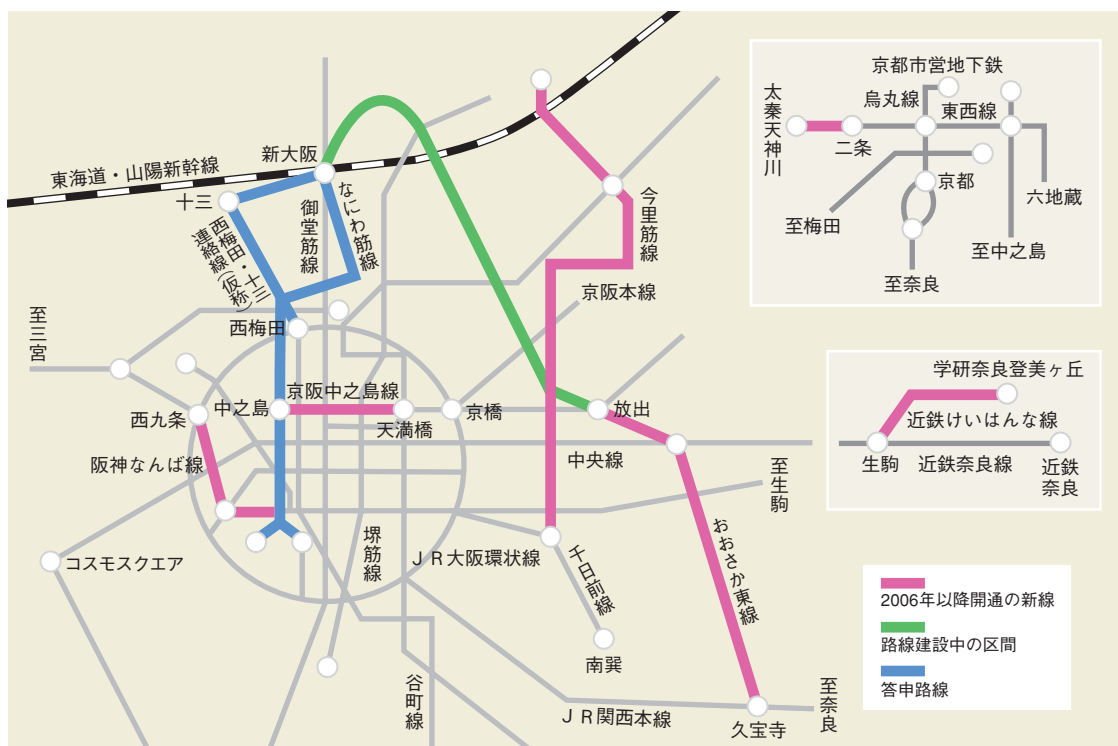 東海道・山陽新幹線
新大阪
十三
西梅田・十三
連絡線(仮称)
御堂筋線
なにわ筋線
今里筋線
京阪本線
至三宮
西梅田
中之島
京阪中之島線
天満橋
京橋
放出
西九条
阪神なんば線
中央線
至生駒
コスモスクエア
堺筋線
JR大阪環状線
千日前線
おおさか東線
南巽
谷町線
JR関西本線
久宝寺
至奈良
京都市営地下鉄
太秦天神川
烏丸線
東西線
二条
京都
六地蔵
至梅田
至中之島
至奈良
学研奈良登美ヶ丘
近鉄けいはんな線
生駒
近鉄奈良線
近鉄
奈良
2006年以降開通の新線
路線建設中の区間
答申路線